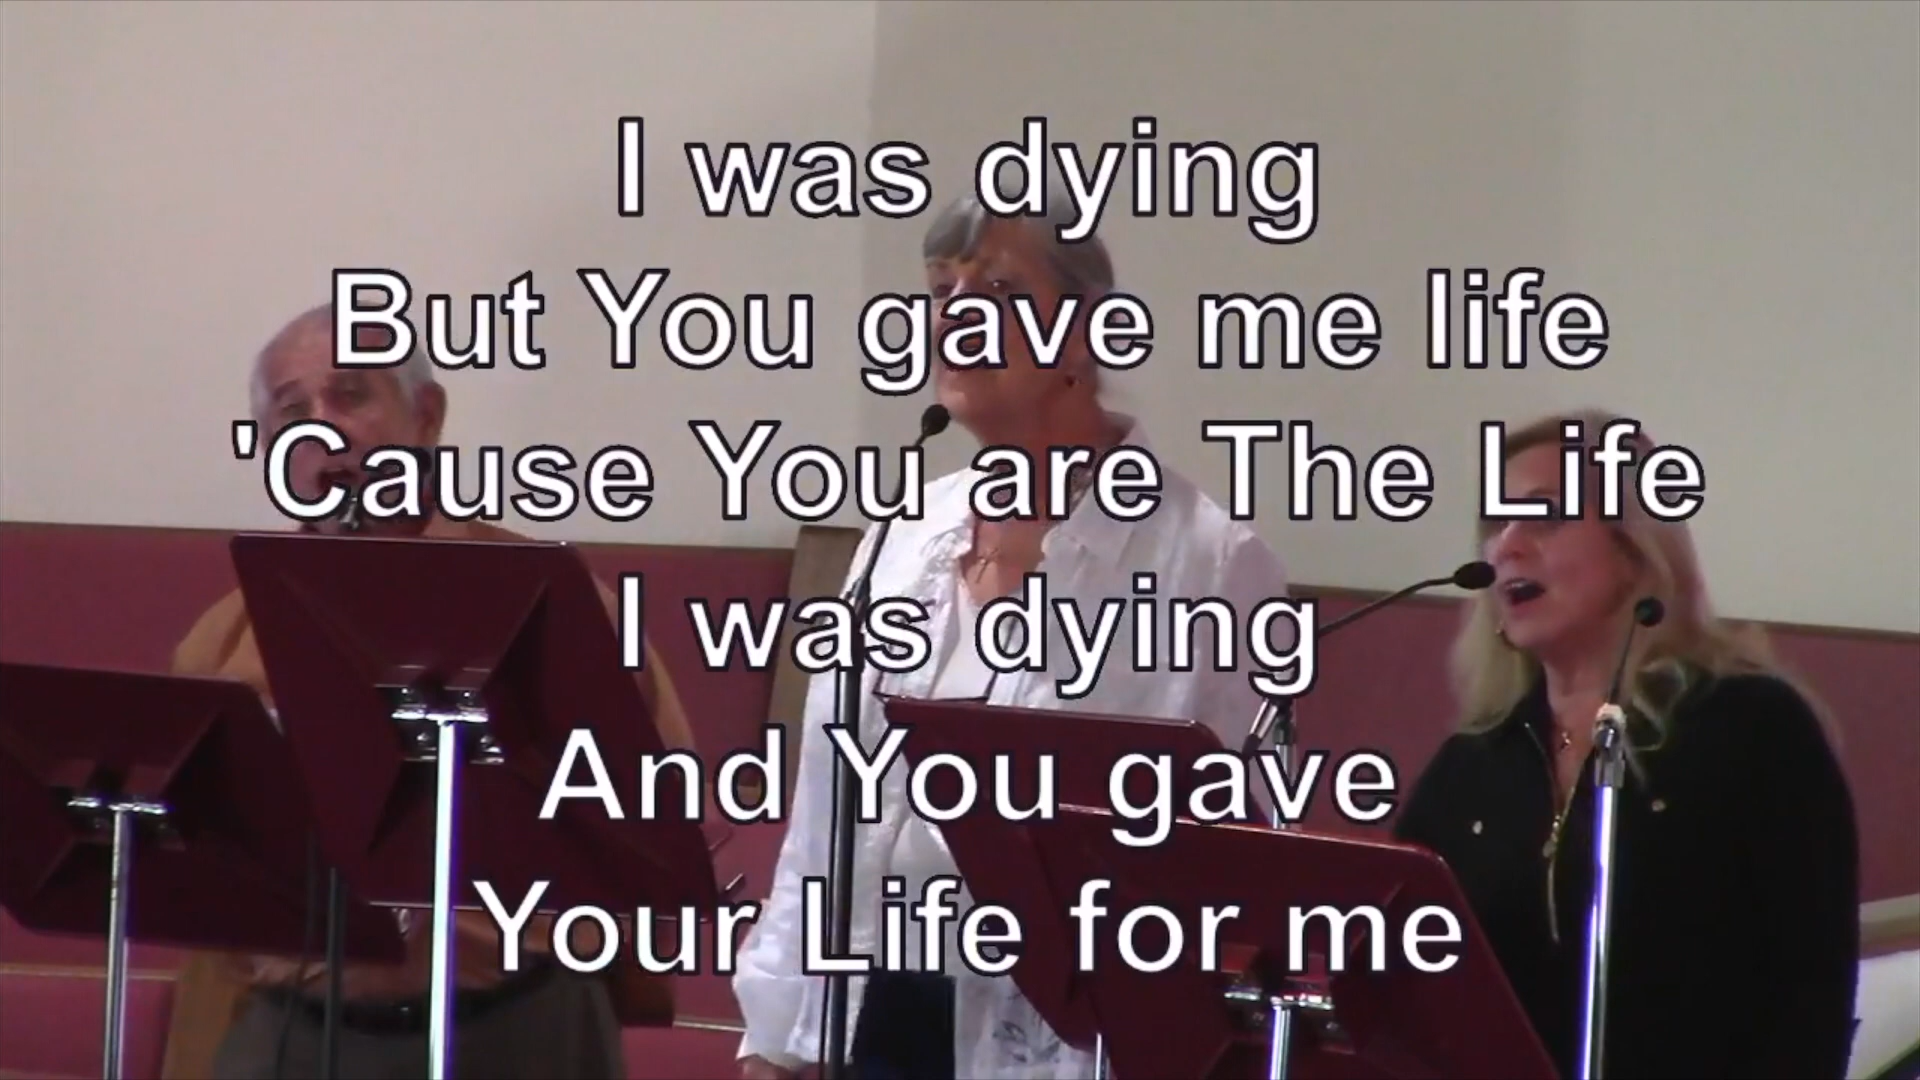 I was dying
But You gave me life
'Cause You are The Life
I was dying
And You gave
Your Life for me